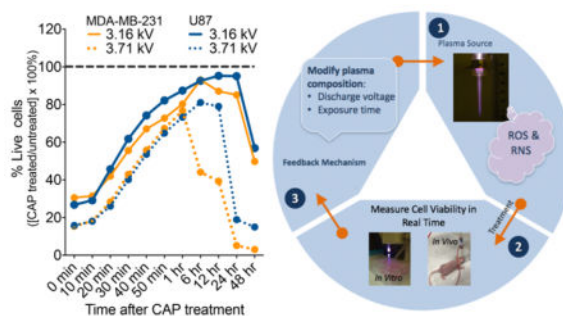 MDA-MB-231 U87
3.16 kV 3.16 kV
3.71 kV 3.71 kV
120
100
80
60
40
20
0
% Live cells
([CAP treated/untreated] x 100%)
0 min
10 min
20 min
30 min
40 min
50 min
1 hr
6 hr
12 hr
24 hr
48 hr
Time after CAP treatment
1
Plasma Source
Modify plasma
composition:
• Discharge voltage
• Exposure time
ROS &
RNS
Feedback Mechanism
3
Measure Cell Viability in
Real Time
Treatment
2
In Vitro
In Vivo